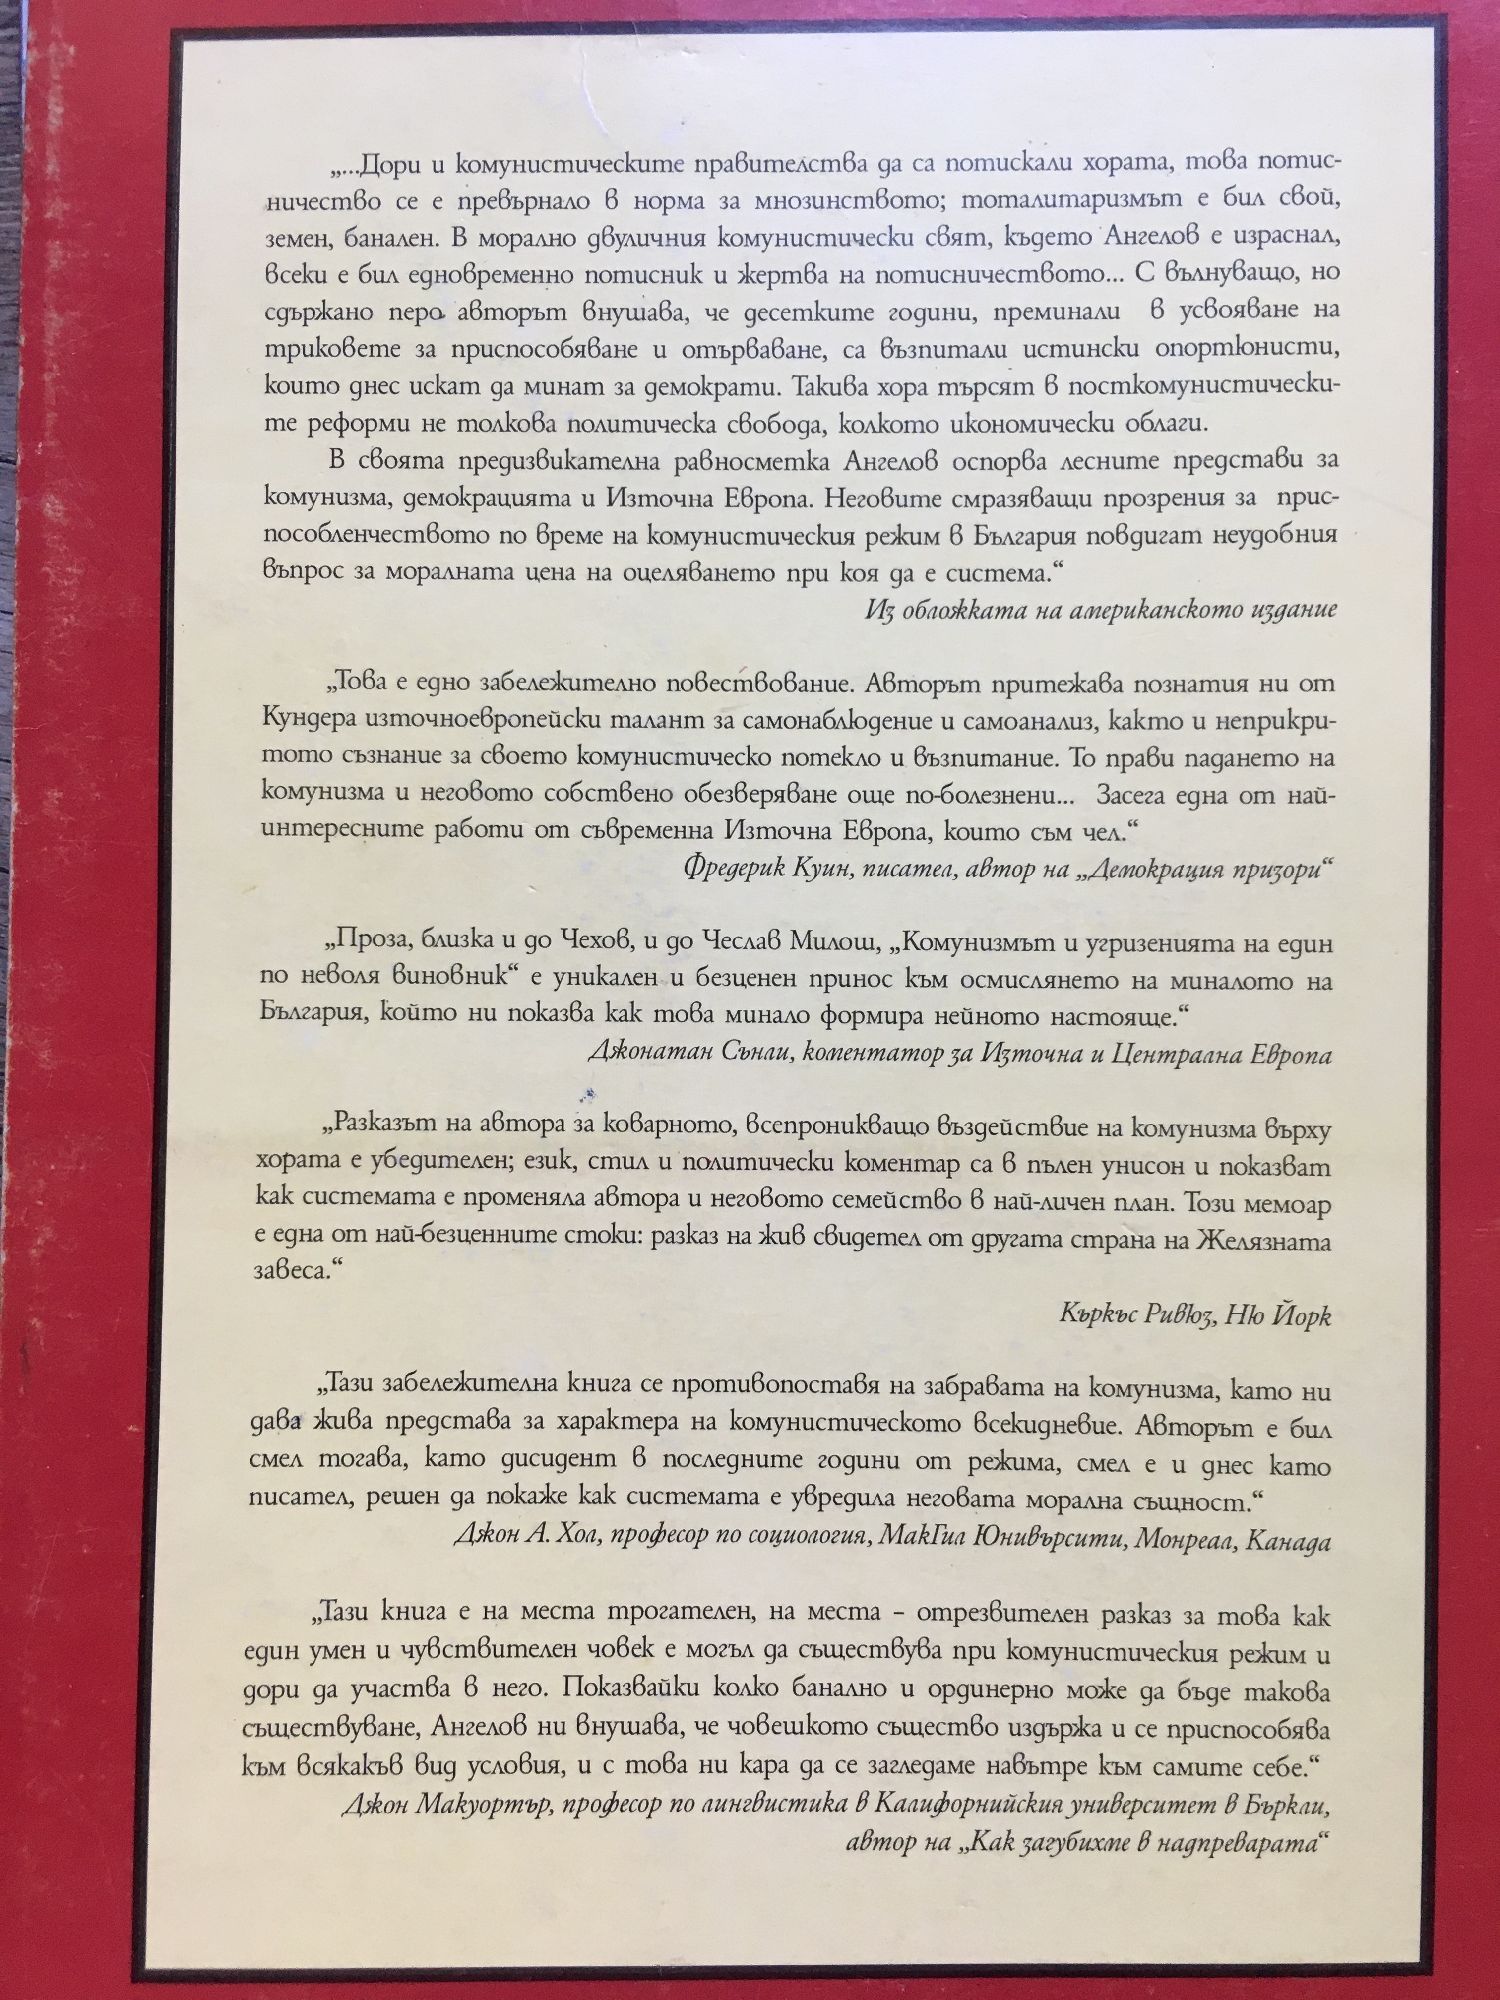 „...Дори и комунистическите правителства да са потискали хората, това потис-
ничество се е превърнало в норма за мнозинството; тоталитаризмът е бил свой,
земен, банален. В морално двуличния комунистически свят, където Ангелов е израснал,
всеки е бил едновременно потисник и жертва на потисничеството... С вълнуващо, но
сдържано перо авторът внушава, че десетките години, преминали в усвояване на
триковете за приспособяване и отърваване, са възпитали истински опортюнисти,
които днес искат да минат за демократи. Такива хора търсят в посткомунистически-
те реформи не толкова политическа свобода, колкото икономически облаги.
В своята предизвикателна равносметка Ангелов оспорва лесните представи за
комунизма, демокрацията и Източна Европа. Неговите смразяващи прозрения за прис-
пособленчеството по време на комунистическия режим в България повдигат неудобния
въпрос за моралната цена на оцеляването при коя да е система.“
Из обложката на американското издание
„Това е едно забележително повествование. Авторът притежава познатия ни от
Кундера източноевропейски талант за самонаблюдение и самоанализ, както и неприкри-
тото съзнание за своето комунистическо потекло и възпитание. То прави падането на
комунизма и неговото собствено обезверяване още по-болезнени... Засега една от най-
интересните работи от съвременна Източна Европа, които съм чел.“
Фредерик Куин, писател, автор на „Демокрация призори“
„Проза, близка и до Чехов, и до Чеслав Милош, „Комунизмът и угризенията на един
по неволя виновник“ е уникален и безценен принос към осмислянето на миналото на
България, който ни показва как това минало формира нейното настояще.“
Джонатан Сънли, коментатор за Източна и Централна Европа
„Разказът на автора за коварното, всепроникващо въздействие на комунизма върху
хората е убедителен; език, стил и политически коментар са в пълен унисон и показват
как системата е променяла автора и неговото семейство в най-личен план. Този мемоар
е една от най-безценните стоки: разказ на жив свидетел от другата страна на Желязната
завеса.“
Къркъс Ривюз, Ню Йорк
„Тази забележителна книга се противопоставя на забравата на комунизма, като ни
дава жива представа за характера на комунистическото всекидневие. Авторът е бил
смел тогава, като дисидент в последните години от режима, смел е и днес като
писател, решен да покаже как системата е увредила неговата морална същност.“
Джон А. Хол, професор по социология, МакГил Юнивърсити, Монреал, Канада
„Тази книга е на места трогателен, на места – отрезвителен разказ за това как
един умен и чувствителен човек е могъл да съществува при комунистическия режим и
дори да участва в него. Показвайки колко банално и ординерно може да бъде такова
съществуване, Ангелов ни внушава, че човешкото същество издържа и се приспособява
към всякакъв вид условия, и с това ни кара да се загледаме навътре към самите себе.“
Джон Макуортър, професор по лингвистика в Калифорнийския университет в Бъркли,
автор на „Как загубихме в надпреварата“